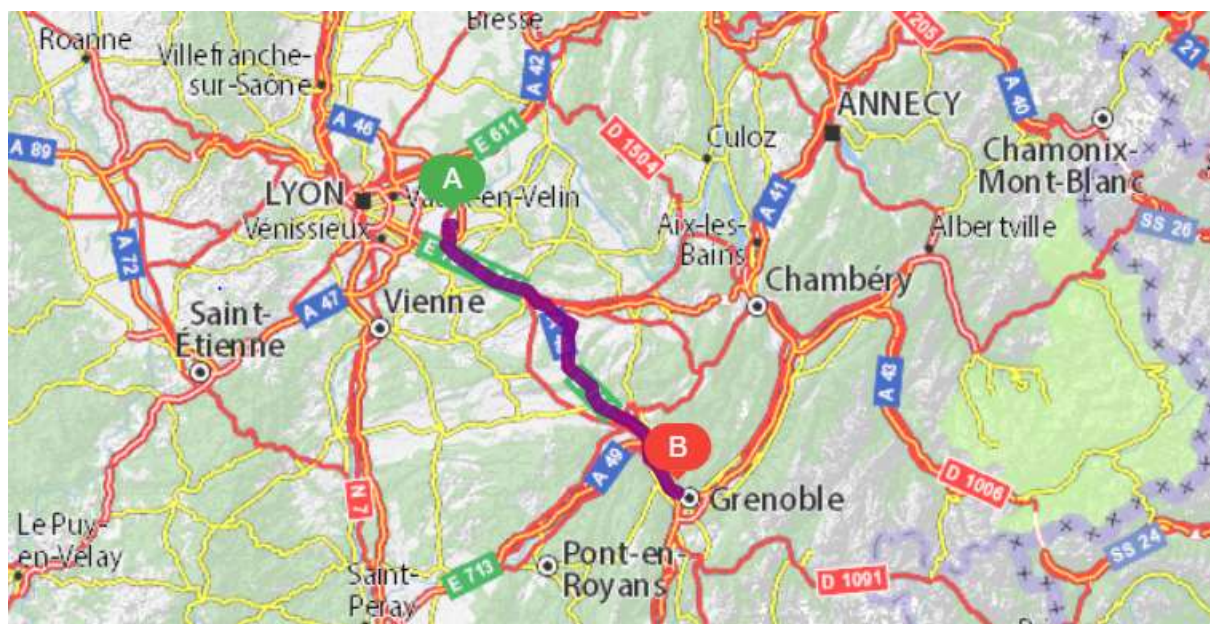 Bresse
Roanne
Villefranche-
sur-Saône
A 42
1205
21
A 46
E 611
A 40
ANNECY
A 89
D 1504
Culoz
Chamonix-
Mont-Blanc
A
LYON
en-Velin
A 41
Vénissieux
Aix-les-
Bains
Albertville
SS 26
A 72
E
A 47
Vienne
Chambéry
Saint-
Étienne
A 43
B
A 49
N 7
Grenoble
D 1006
Le Puy-
en-Velay
SS 24
Pont-en-
Royans
E 713
D 1091
Saint-
Péray